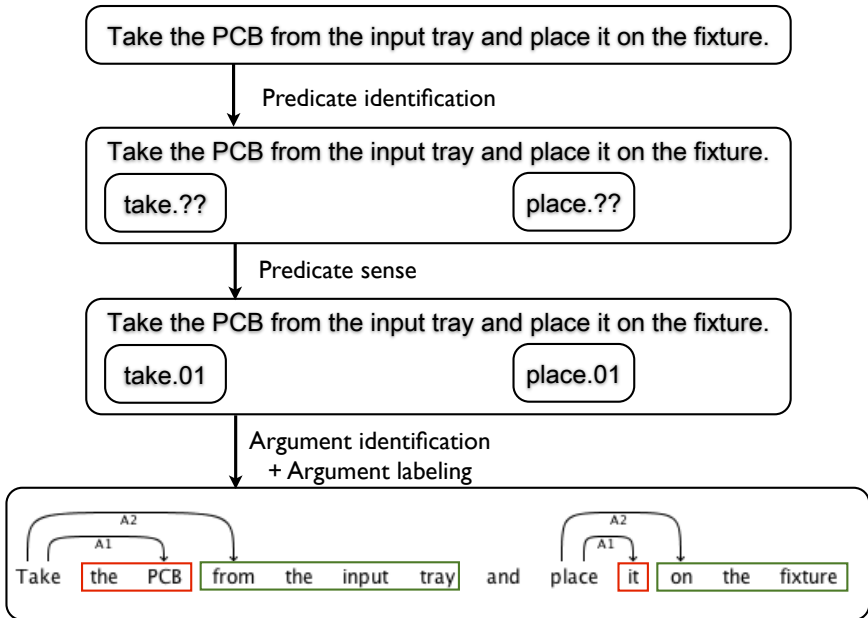 Take the PCB from the input tray and place it on the fixture.
Predicate identification
Take the PCB from the input tray and place it on the fixture.
take.?? place.??
Predicate sense
Take the PCB from the input tray and place it on the fixture.
take.01 place.01
Argument identification
+ Argument labeling
A2 A2
A1 A1
Take the PCB from the input tray and place it on the fixture